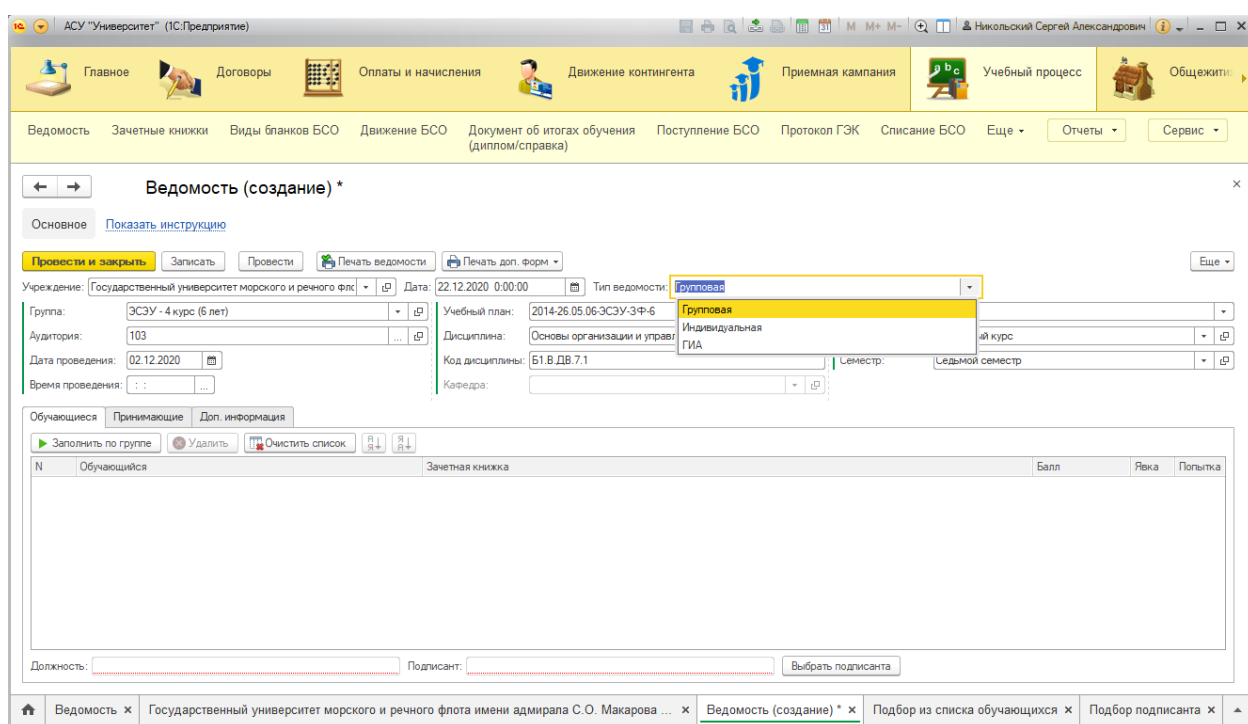 1С АСУ "Университет" (1С:Предприятие) 31 M M+ M- Никольский Сергей Александрович i
Главное Договоры Оплаты и начисления Движение контингента Приемная кампания Учебный процесс Общежити
Ведомость Зачетные книжки Виды бланков БСО Движение БСО Документ об итогах обучения Поступление БСО Протокол ГЭК Списание БСО Еще Отчеты Сервис
(диплом/справка)
Ведомость (создание) *
Основное Показать инструкцию
Провести и закрыть Записать Провести Печать ведомости Печать доп. форм Еще
Учреждение: Государственный университет морского и речного флс Дата: 22.12.2020 0:00:00 Тип ведомости: Групповая
Группа: ЭСЭУ - 4 курс (6 лет) Учебный план: 2014-26.05.06-ЭСЭУ-ЗФ-6 Групповая
Индивидуальная
Аудитория: 103 Дисциплина: Основы организации и управл ый курс
ГИА
Дата проведения: 02.12.2020 Код дисциплины: Б1.В.ДВ.7.1 Семестр: Седьмой семестр
Время проведения: : : Кафедра:
Обучающиеся Принимающие Доп. информация
Заполнить по группе Удалить Очистить список
N Обучающийся Зачетная книжка Балл Явка Попытка
Должность: Подписант: Выбрать подписанта
Ведомость Государственный университет морского и речного флота имени адмирала С.О. Макарова ... Ведомость (создание) * Подбор из списка обучающихся Подбор подписанта